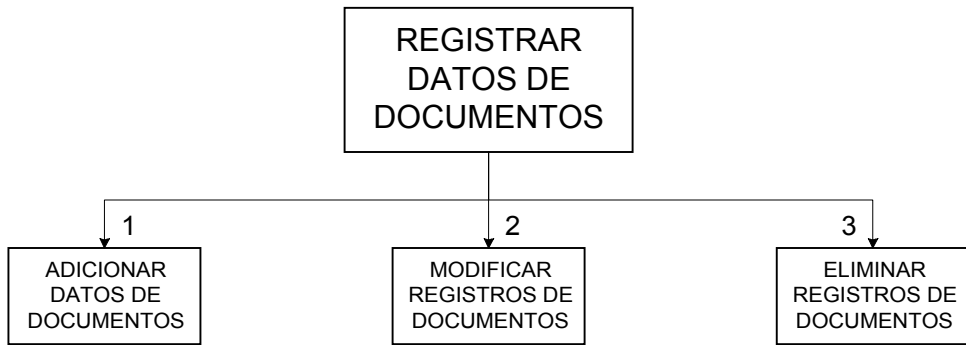 REGISTRAR
DATOS DE
DOCUMENTOS
1
2
3
ADICIONAR
DATOS DE
DOCUMENTOS
MODIFICAR
REGISTROS DE
DOCUMENTOS
ELIMINAR
REGISTROS DE
DOCUMENTOS